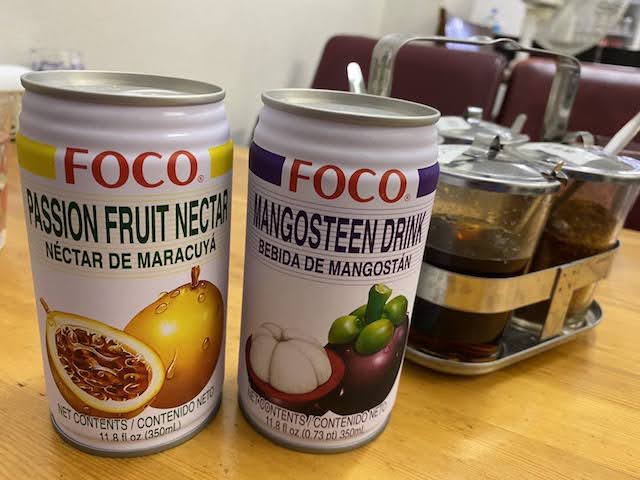 FOCO®
PASSION FRUIT NECTAR
NÉCTAR DE MARACUYÁ
NET CONTENTS / CONTENIDO NETO
11.8 fl oz (350mL)
FOCO®
MANGOSTEEN DRINK
BEBIDA DE MANGOSTÁN
NET CONTENTS / CONTENIDO NETO
11.8 fl oz (0.73 pt) 350mL